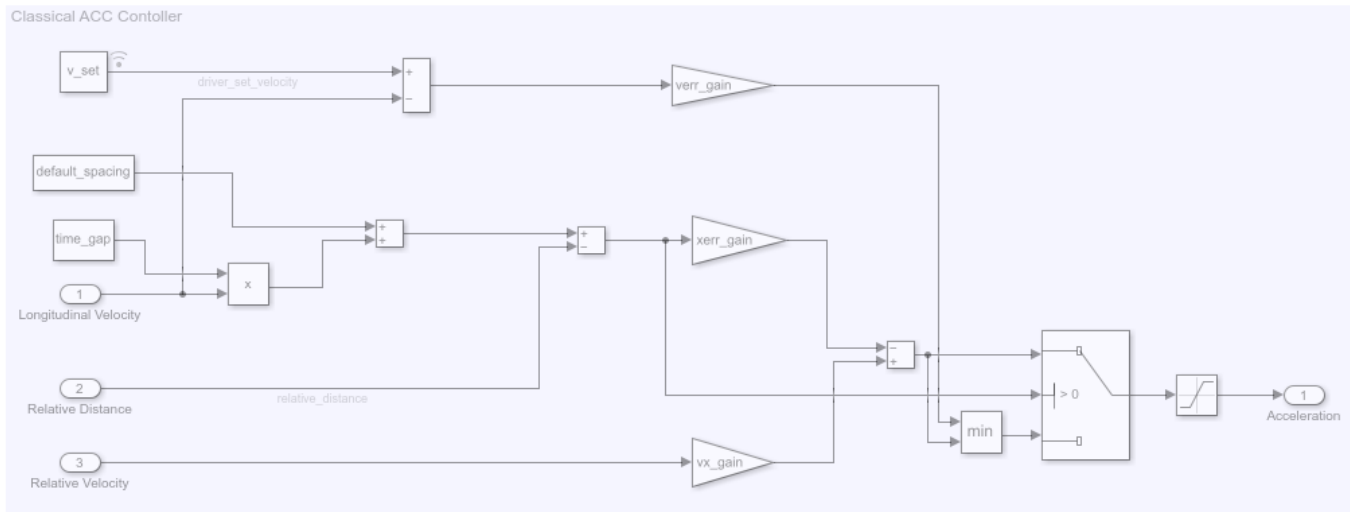 Classical ACC Contoller
v_set
driver_set_velocity
+
−
verr_gain
default_spacing
time_gap
+
+
+
−
xerr_gain
x
1
Longitudinal Velocity
−
+
2
Relative Distance
relative_distance
> 0
1
Acceleration
min
3
Relative Velocity
vx_gain